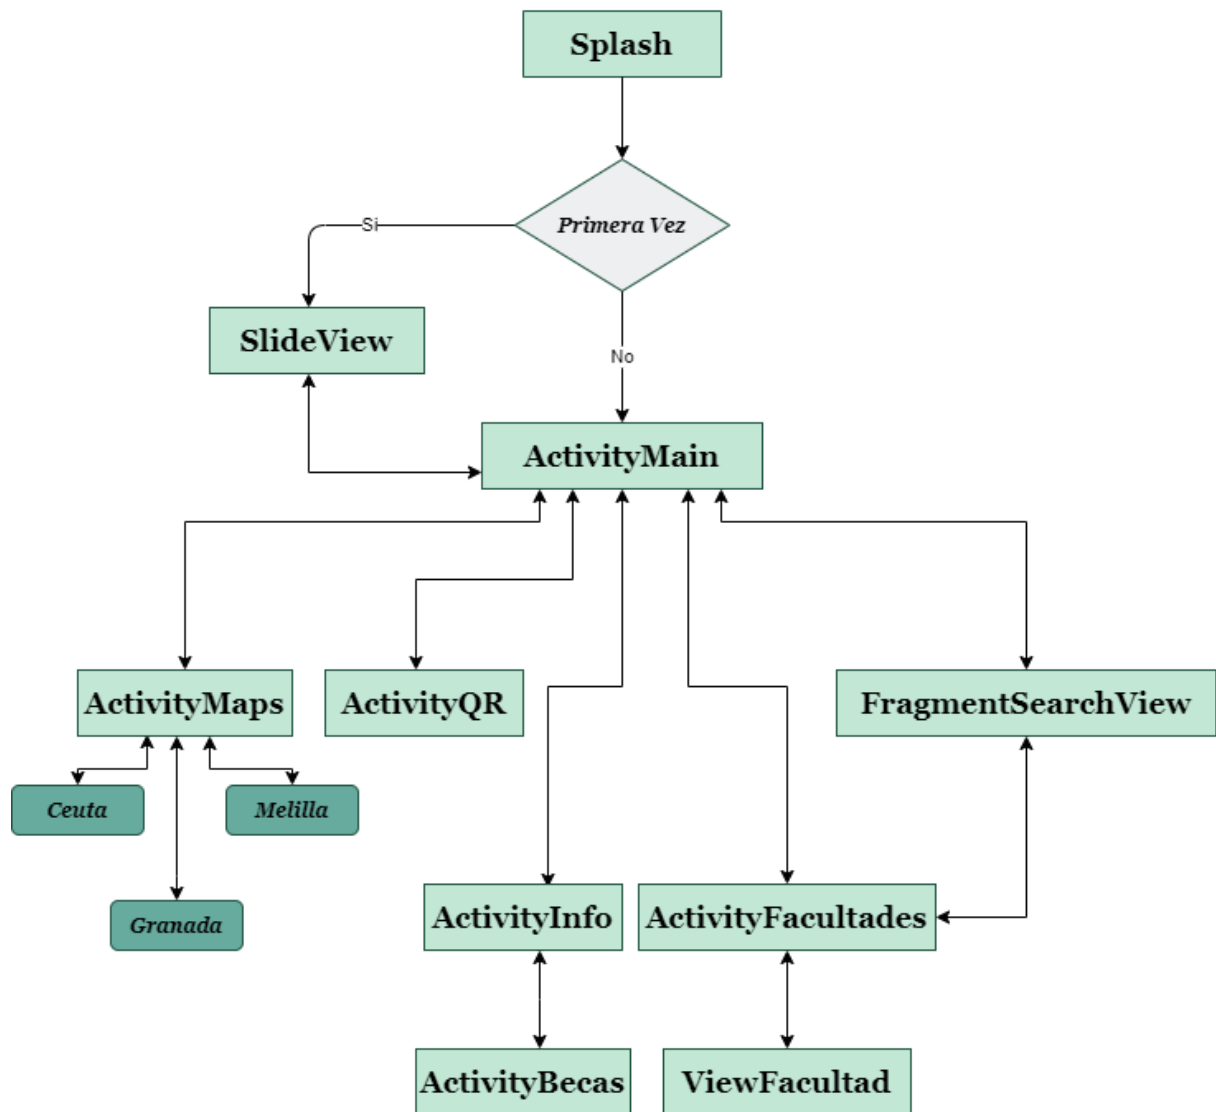 Splash
Primera Vez
Si
SlideView
No
ActivityMain
ActivityMaps
ActivityQR
FragmentSearchView
Ceuta
Melilla
Granada
ActivityInfo
ActivityFacultades
ActivityBecas
ViewFacultad